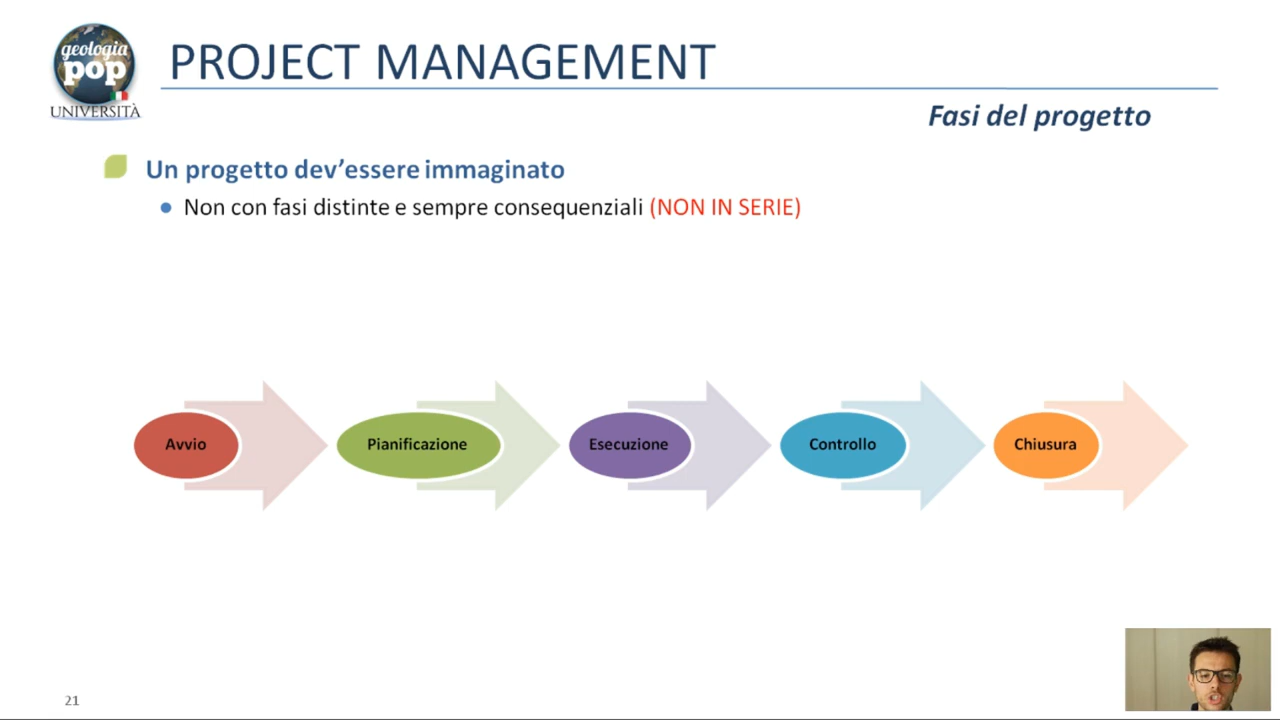 geologia
pop
UNIVERSITÀ
PROJECT MANAGEMENT
Fasi del progetto
Un progetto dev’essere immaginato
Non con fasi distinte e sempre consequenziali (NON IN SERIE)
Avvio
Pianificazione
Esecuzione
Controllo
Chiusura
21